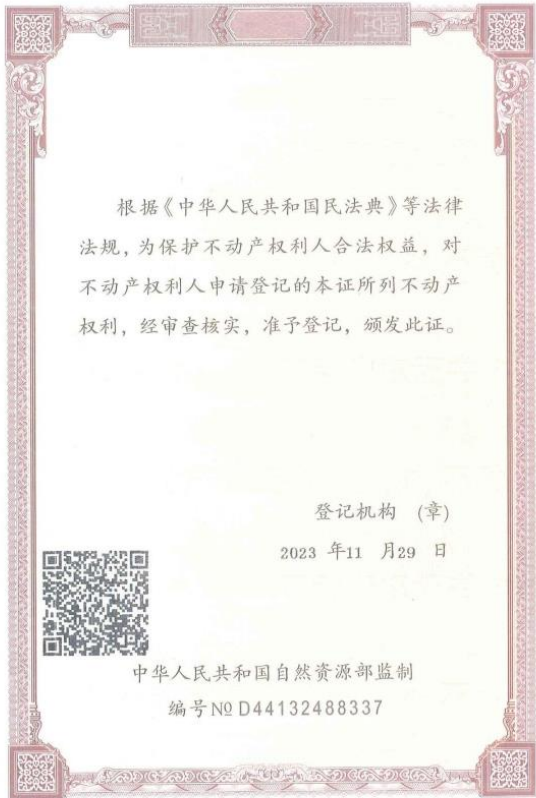 根据《中华人民共和国民法典》等法律
法规，为保护不动产权利人合法权益，对
不动产权利人申请登记的本证所列不动产
权利，经审查核实，准予登记，颁发此证。
登记机构 (章)
2023 年11 月29 日
中华人民共和国自然资源部监制
编号№ D44132488337